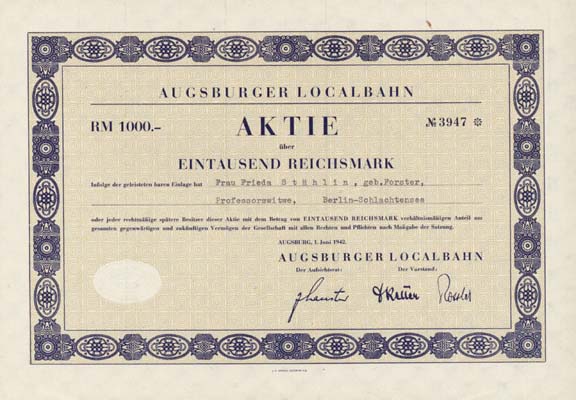 AUGSBURGER LOCALBAHN
RM 1000.- AKTIE № 3947 ❊
über
EINTAUSEND REICHSMARK
Infolge der geleisteten baren Einlage hat Frau Frieda Stählin, geb. Forster,
Professorswitwe, Berlin-Schlachtensee
oder jeder rechtmäßige spätere Besitzer dieser Aktie mit dem Betrag von EINTAUSEND REICHSMARK verhältnismäßigen Anteil am
gesamten gegenwärtigen und zukünftigen Vermögen der Gesellschaft mit allen Rechten und Pflichten nach Maßgabe der Satzung.
AUGSBURG, 1. Juni 1942.
AUGSBURGER LOCALBAHN
Der Aufsichtsrat: Der Vorstand: